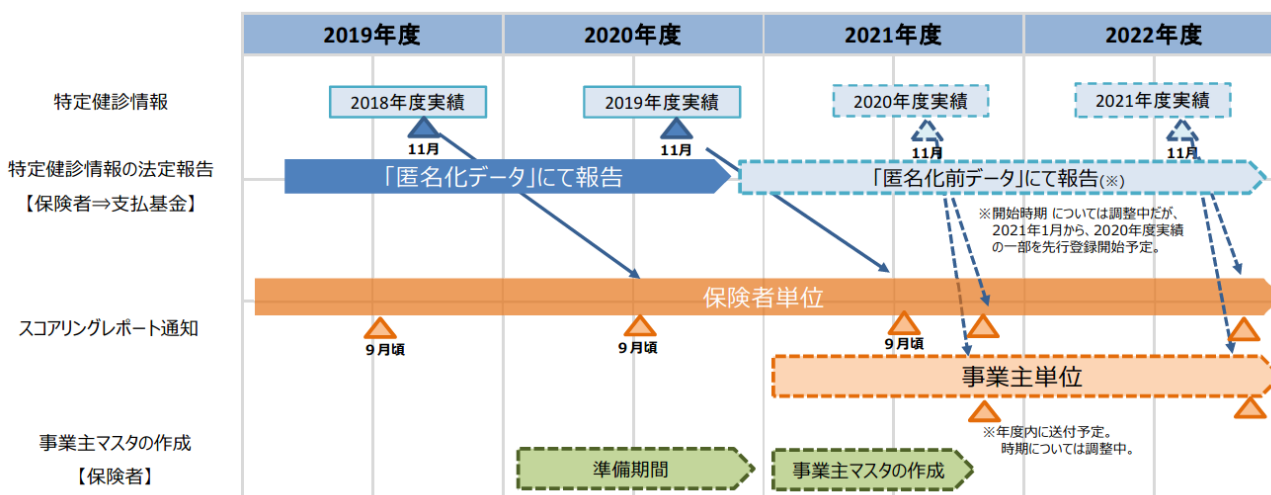 2019年度
2020年度
2021年度
2022年度
特定健診情報
2018年度実績
2019年度実績
2020年度実績
2021年度実績
11月
11月
11月
11月
特定健診情報の法定報告
【保険者⇒支払基金】
「匿名化データ」にて報告
「匿名化前データ」にて報告(※)
※開始時期 については調整中だが、
2021年1月から、2020年度実績
の一部を先行登録開始予定。
保険者単位
スコアリングレポート通知
9月頃
9月頃
9月頃
事業主単位
※年度内に送付予定。
時期については調整中。
事業主マスタの作成
【保険者】
準備期間
事業主マスタの作成